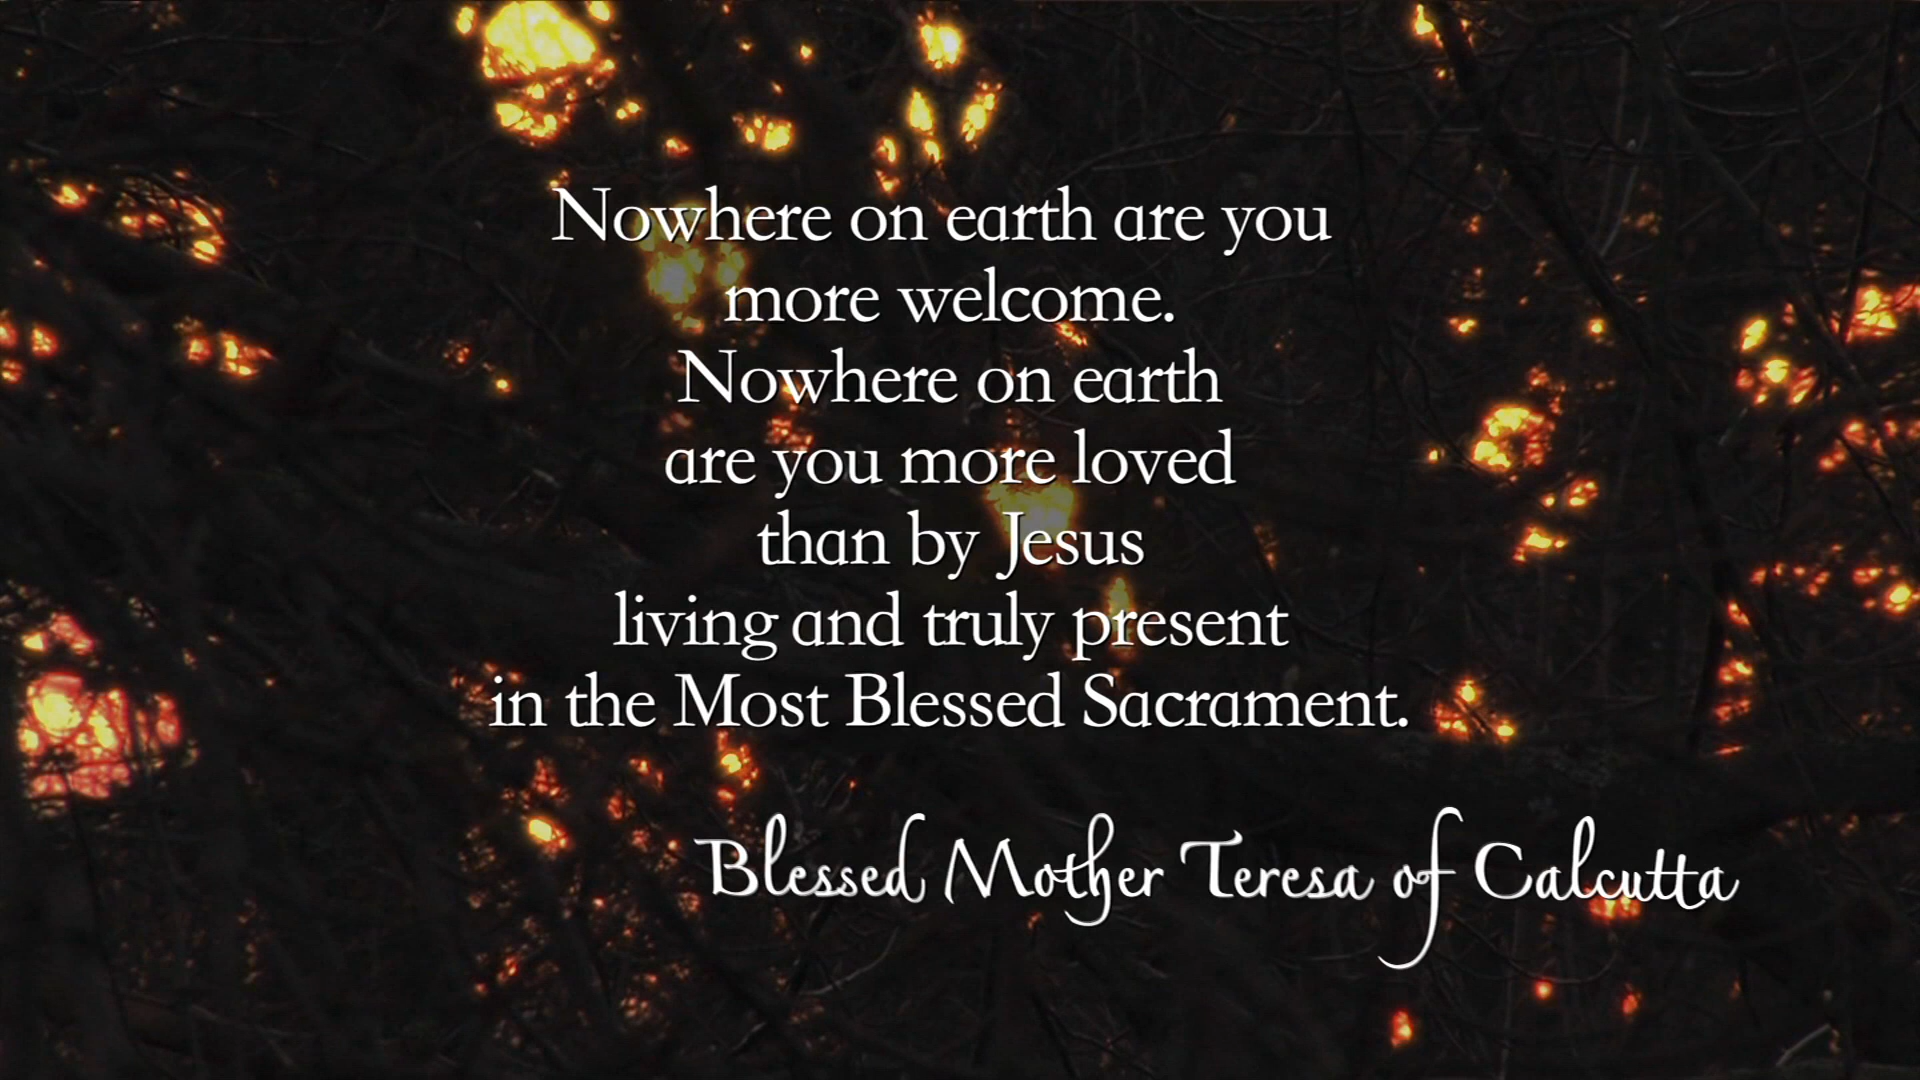 Nowhere on earth are you
more welcome.
Nowhere on earth
are you more loved
than by Jesus
living and truly present
in the Most Blessed Sacrament.
Blessed Mother Teresa of Calcutta